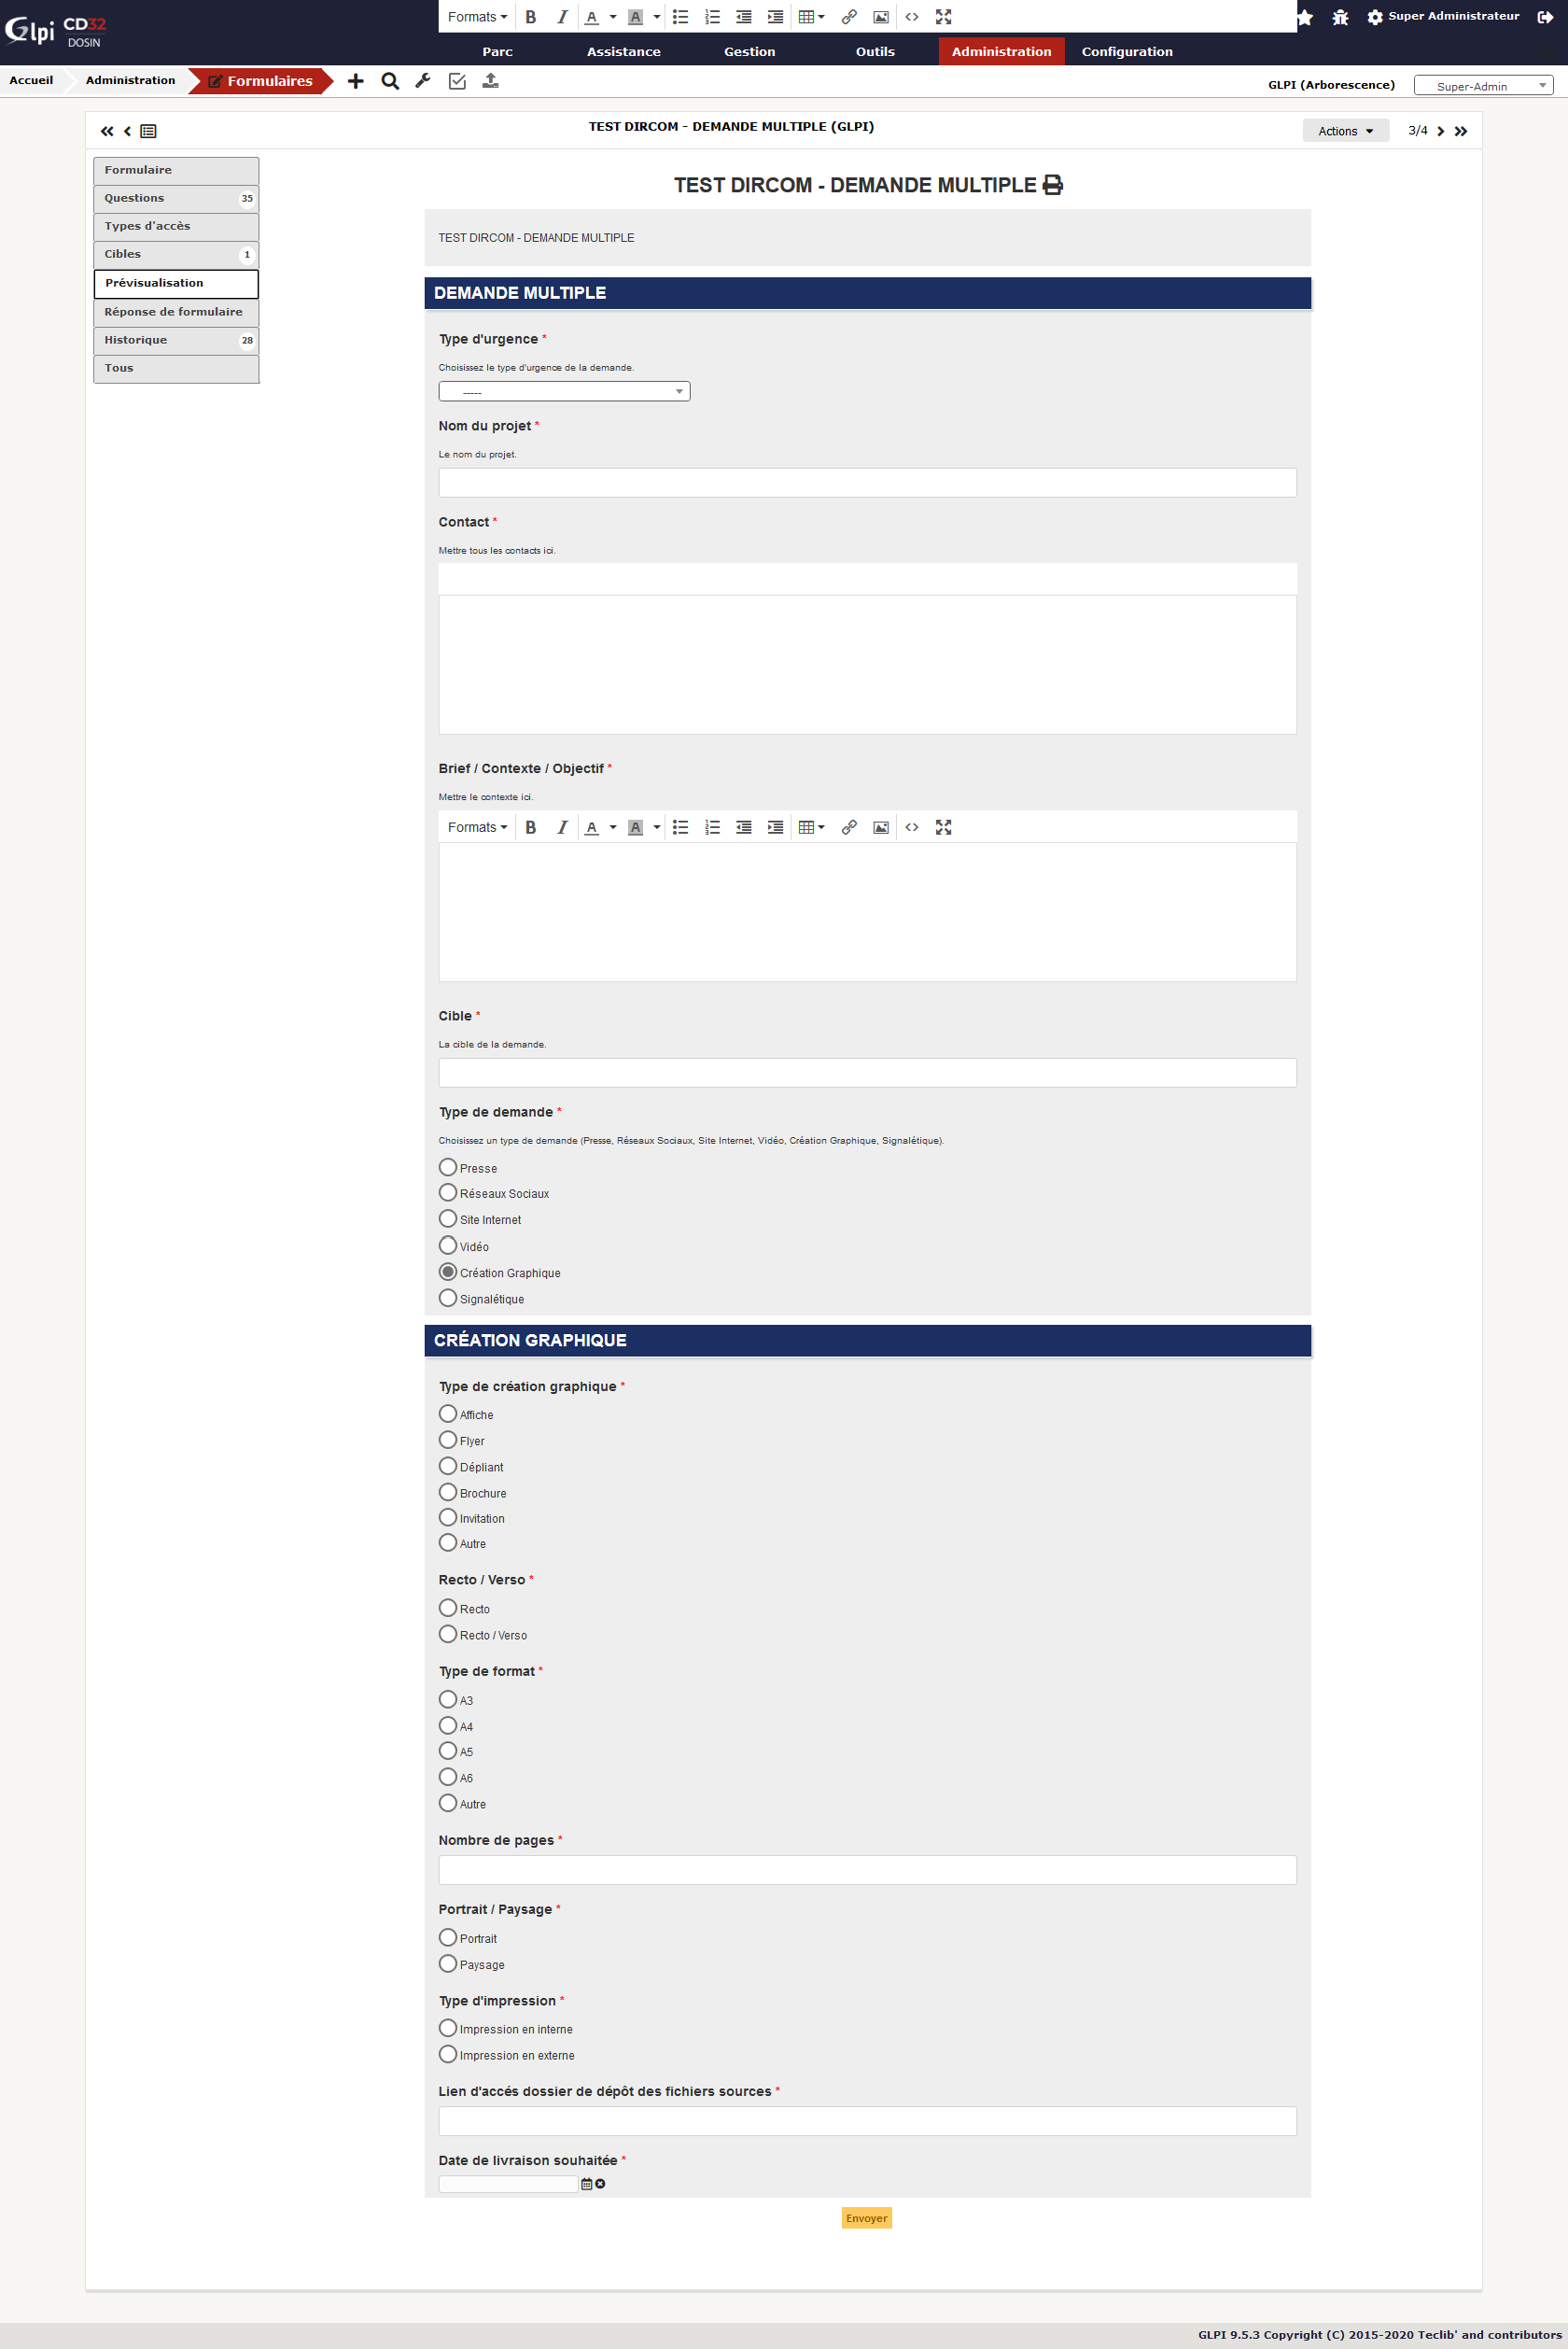 Glpi CD32
DOSIN
Formats B I A A
Super Administrateur
Parc Assistance Gestion Outils Administration Configuration
Accueil Administration Formulaires
GLPI (Arborescence) Super-Admin
TEST DIRCOM - DEMANDE MULTIPLE (GLPI)
Actions 3/4
Formulaire
Questions 35
Types d'accès
Cibles 1
Prévisualisation
Réponse de formulaire
Historique 28
Tous
TEST DIRCOM - DEMANDE MULTIPLE
TEST DIRCOM - DEMANDE MULTIPLE
DEMANDE MULTIPLE
Type d'urgence *
Choisissez le type d'urgence de la demande.
-----
Nom du projet *
Le nom du projet.
Contact *
Mettre tous les contacts ici.
Brief / Contexte / Objectif *
Mettre le contexte ici.
Formats B I A A
Cible *
La cible de la demande.
Type de demande *
Choisissez un type de demande (Presse, Réseaux Sociaux, Site Internet, Vidéo, Création Graphique, Signalétique).
Presse
Réseaux Sociaux
Site Internet
Vidéo
Création Graphique
Signalétique
CRÉATION GRAPHIQUE
Type de création graphique *
Affiche
Flyer
Dépliant
Brochure
Invitation
Autre
Recto / Verso *
Recto
Recto / Verso
Type de format *
A3
A4
A5
A6
Autre
Nombre de pages *
Portrait / Paysage *
Portrait
Paysage
Type d'impression *
Impression en interne
Impression en externe
Lien d'accés dossier de dépôt des fichiers sources *
Date de livraison souhaitée *
Envoyer
GLPI 9.5.3 Copyright (C) 2015-2020 Teclib' and contributors